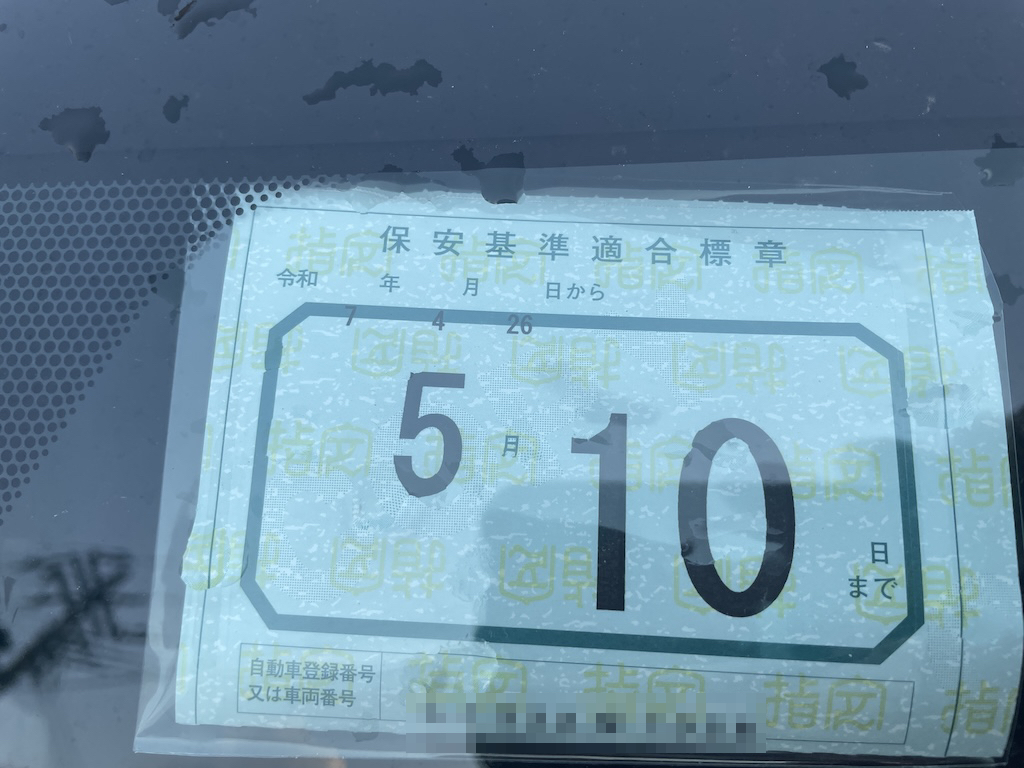 保安基準適合標章
令和 年 月 日から
7 4 26
5月10日
まで
自動車登録番号
又は車両番号